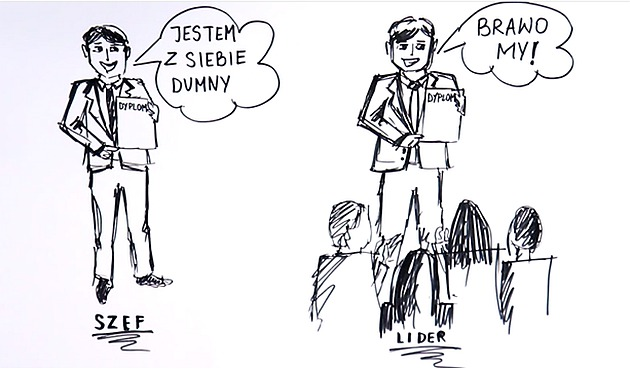 JESTEM
Z SIEBIE
DUMNY
DYPLOM
SZEF
BRAWO
MY!
DYPLOM
LIDER